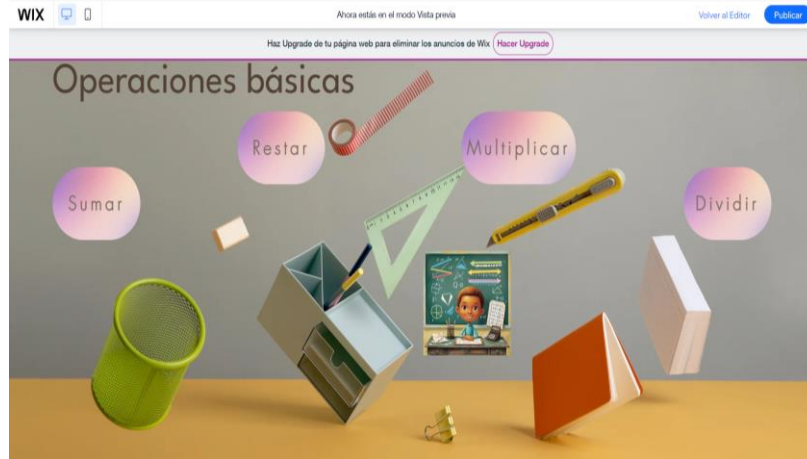 WIX
Ahora estás en el modo Vista previa
Volver al Editor
Publicar
Haz Upgrade de tu página web para eliminar los anuncios de Wix
Hacer Upgrade
Operaciones básicas
Restar
Multiplicar
Sumar
Dividir